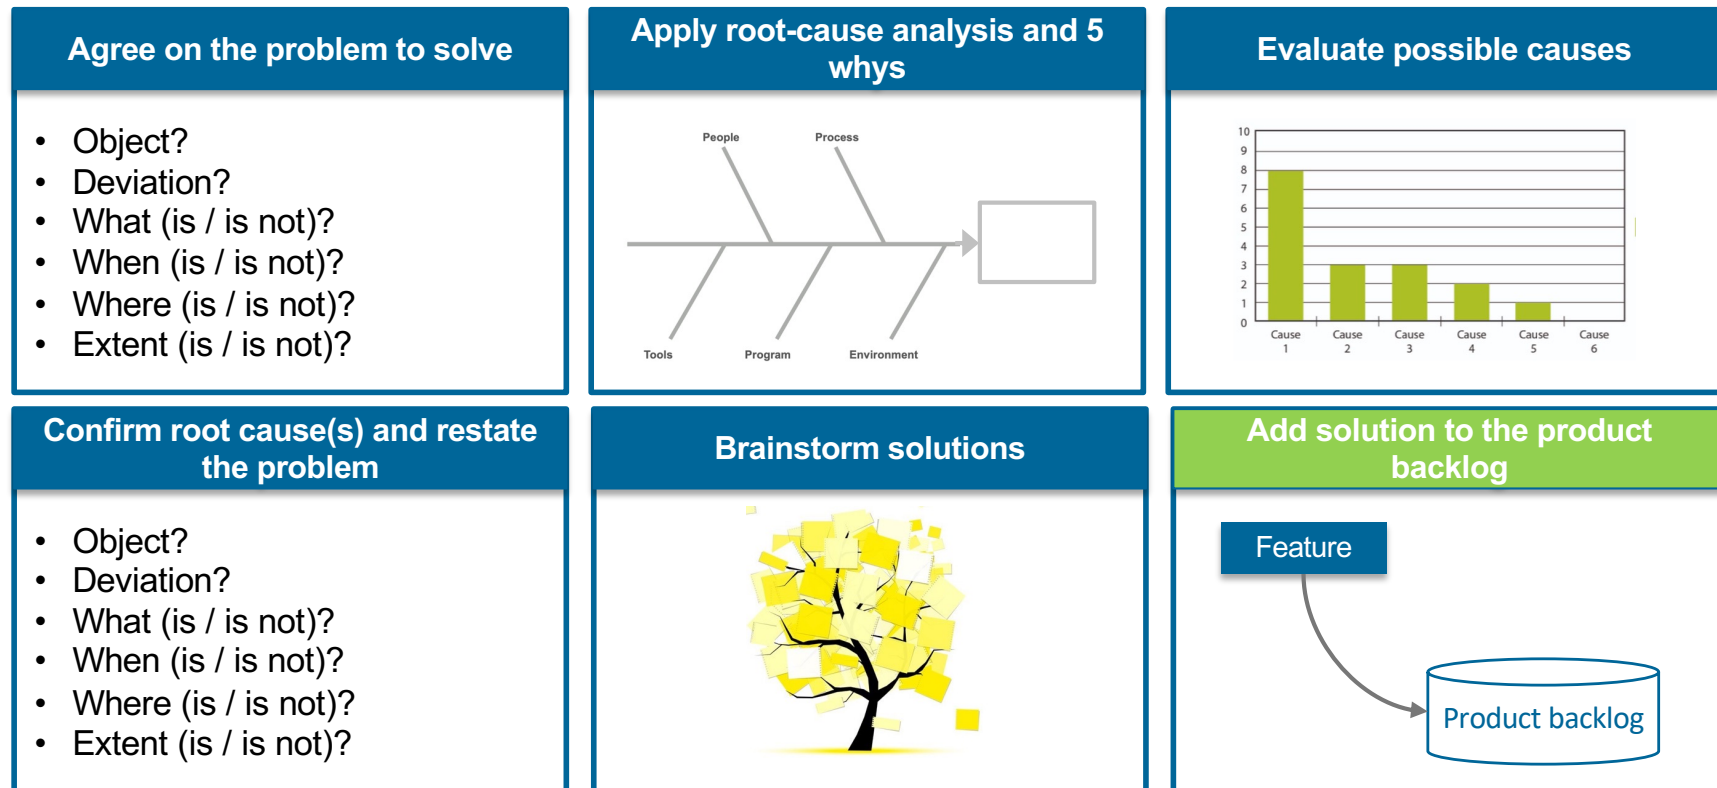 Agree on the problem to solve
• Object?
• Deviation?
• What (is / is not)?
• When (is / is not)?
• Where (is / is not)?
• Extent (is / is not)?
Apply root-cause analysis and 5
whys
People
Process
Tools
Program
Environment
Evaluate possible causes
10
9
8
7
6
5
4
3
2
1
0
Cause
1
Cause
2
Cause
3
Cause
4
Cause
5
Cause
6
Confirm root cause(s) and restate
the problem
• Object?
• Deviation?
• What (is / is not)?
• When (is / is not)?
• Where (is / is not)?
• Extent (is / is not)?
Brainstorm solutions
Add solution to the product
backlog
Feature
Product backlog